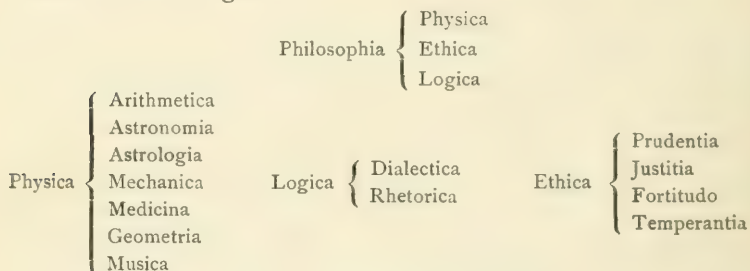 Philosophia
Physica
Ethica
Logica
Physica
Arithmetica
Astronomia
Astrologia
Mechanica
Medicina
Geometria
Musica
Logica
Dialectica
Rhetorica
Ethica
Prudentia
Justitia
Fortitudo
Temperantia